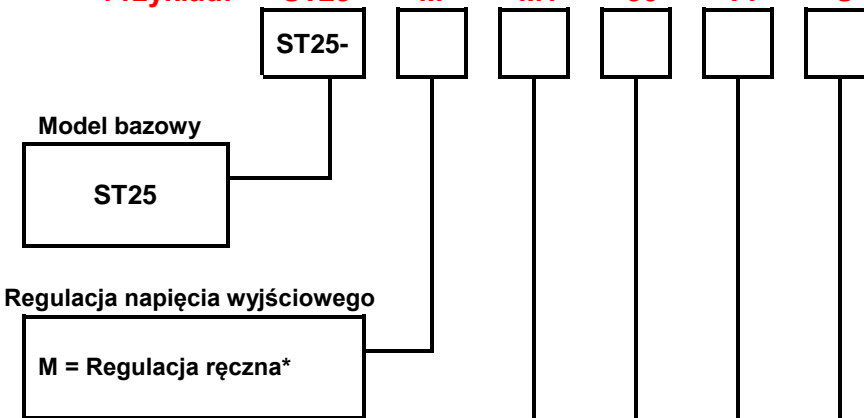 ST25-
Model bazowy
ST25
Regulacja napięcia wyjściowego
M = Regulacja ręczna*